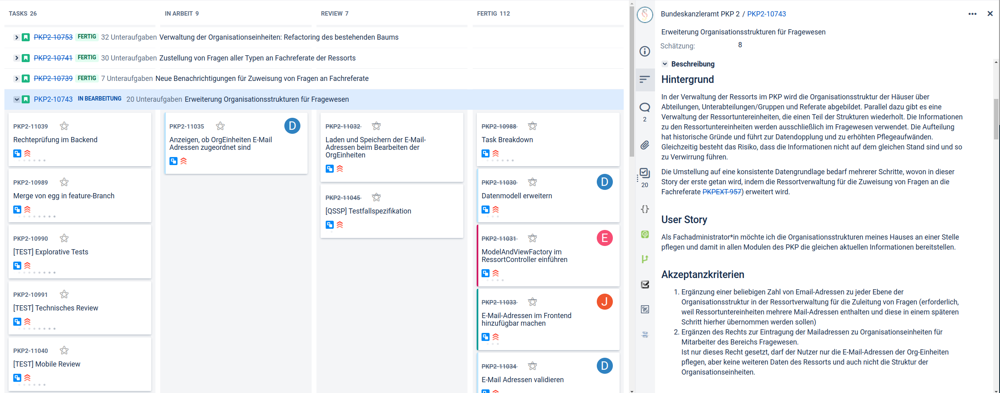 TASKS 26
IN ARBEIT 9
REVIEW 7
FERTIG 112
PKP2-10753 FERTIG 32 Unteraufgaben Verwaltung der Organisationseinheiten: Refactoring des bestehenden Baums
PKP2-10741 FERTIG 30 Unteraufgaben Zustellung von Fragen aller Typen an Fachreferate der Ressorts
PKP2-10739 FERTIG 7 Unteraufgaben Neue Benachrichtigungen für Zuweisung von Fragen an Fachreferate
PKP2-10743 IN BEARBEITUNG 20 Unteraufgaben Erweiterung Organisationsstrukturen für Fragewesen
PKP2-11039
Rechteprüfung im Backend
PKP2-10989
Merge von egg in feature-Branch
PKP2-10990
[TEST] Explorative Tests
PKP2-10991
[TEST] Technisches Review
PKP2-11040
[TEST] Mobile Review
PKP2-11035
D
Anzeigen, ob OrgEinheiten E-Mail
Adressen zugeordnet sind
PKP2-11032
Laden und Speichern der E-Mail-
Adressen beim Bearbeiten der
OrgEinheiten
PKP2-11045
[QSSP] Testfallspezifikation
PKP2-10988
Task Breakdown
PKP2-11030
D
Datenmodell erweitern
PKP2-11031
E
ModelAndViewFactory im
RessortController einführen
PKP2-11033
J
E-Mail-Adressen im Frontend
hinzufügbar machen
PKP2-11034
D
E-Mail Adressen validieren
2
20
Bundeskanzleramt PKP 2 / PKP2-10743
Erweiterung Organisationsstrukturen für Fragewesen
Schätzung: 8
Beschreibung
Hintergrund
In der Verwaltung der Ressorts im PKP wird die Organisationsstruktur der Häuser über
Abteilungen, Unterabteilungen/Gruppen und Referate abgebildet. Parallel dazu gibt es eine
Verwaltung der Ressortuntereinheiten, die einen Teil der Strukturen wiederholt. Die Informationen
zu den Ressortuntereinheiten werden ausschließlich im Fragewesen verwendet. Die Aufteilung
hat historische Gründe und führt zur Datendopplung und zu erhöhten Pflegeaufwänden.
Gleichzeitig besteht das Risiko, dass die Informationen nicht auf dem gleichen Stand sind und so
zu Verwirrung führen.
Die Umstellung auf eine konsistente Datengrundlage bedarf mehrerer Schritte, wovon in dieser
Story der erste getan wird, indem die Ressortverwaltung für die Zuweisung von Fragen an die
Fachreferate PKPEXT-957) erweitert wird.
User Story
Als Fachadministrator*in möchte ich die Organisationsstrukturen meines Hauses an einer Stelle
pflegen und damit in allen Modulen des PKP die gleichen aktuellen Informationen bereitstellen.
Akzeptanzkriterien
1. Ergänzung einer beliebigen Zahl von Email-Adressen zu jeder Ebene der
Organisationsstruktur in der Ressortverwaltung für die Zuleitung von Fragen (erforderlich,
weil Ressortuntereinheiten mehrere Mail-Adressen enthalten und diese in einem späteren
Schritt hierher übernommen werden sollen)
2. Ergänzen des Rechts zur Eintragung der Mailadressen zu Organisationseinheiten für
Mitarbeiter des Bereichs Fragewesen.
Ist nur dieses Recht gesetzt, darf der Nutzer nur die E-Mail-Adressen der Org-Einheiten
pflegen, aber keine weiteren Daten des Ressorts und auch nicht die Struktur der
Organisationseinheiten.